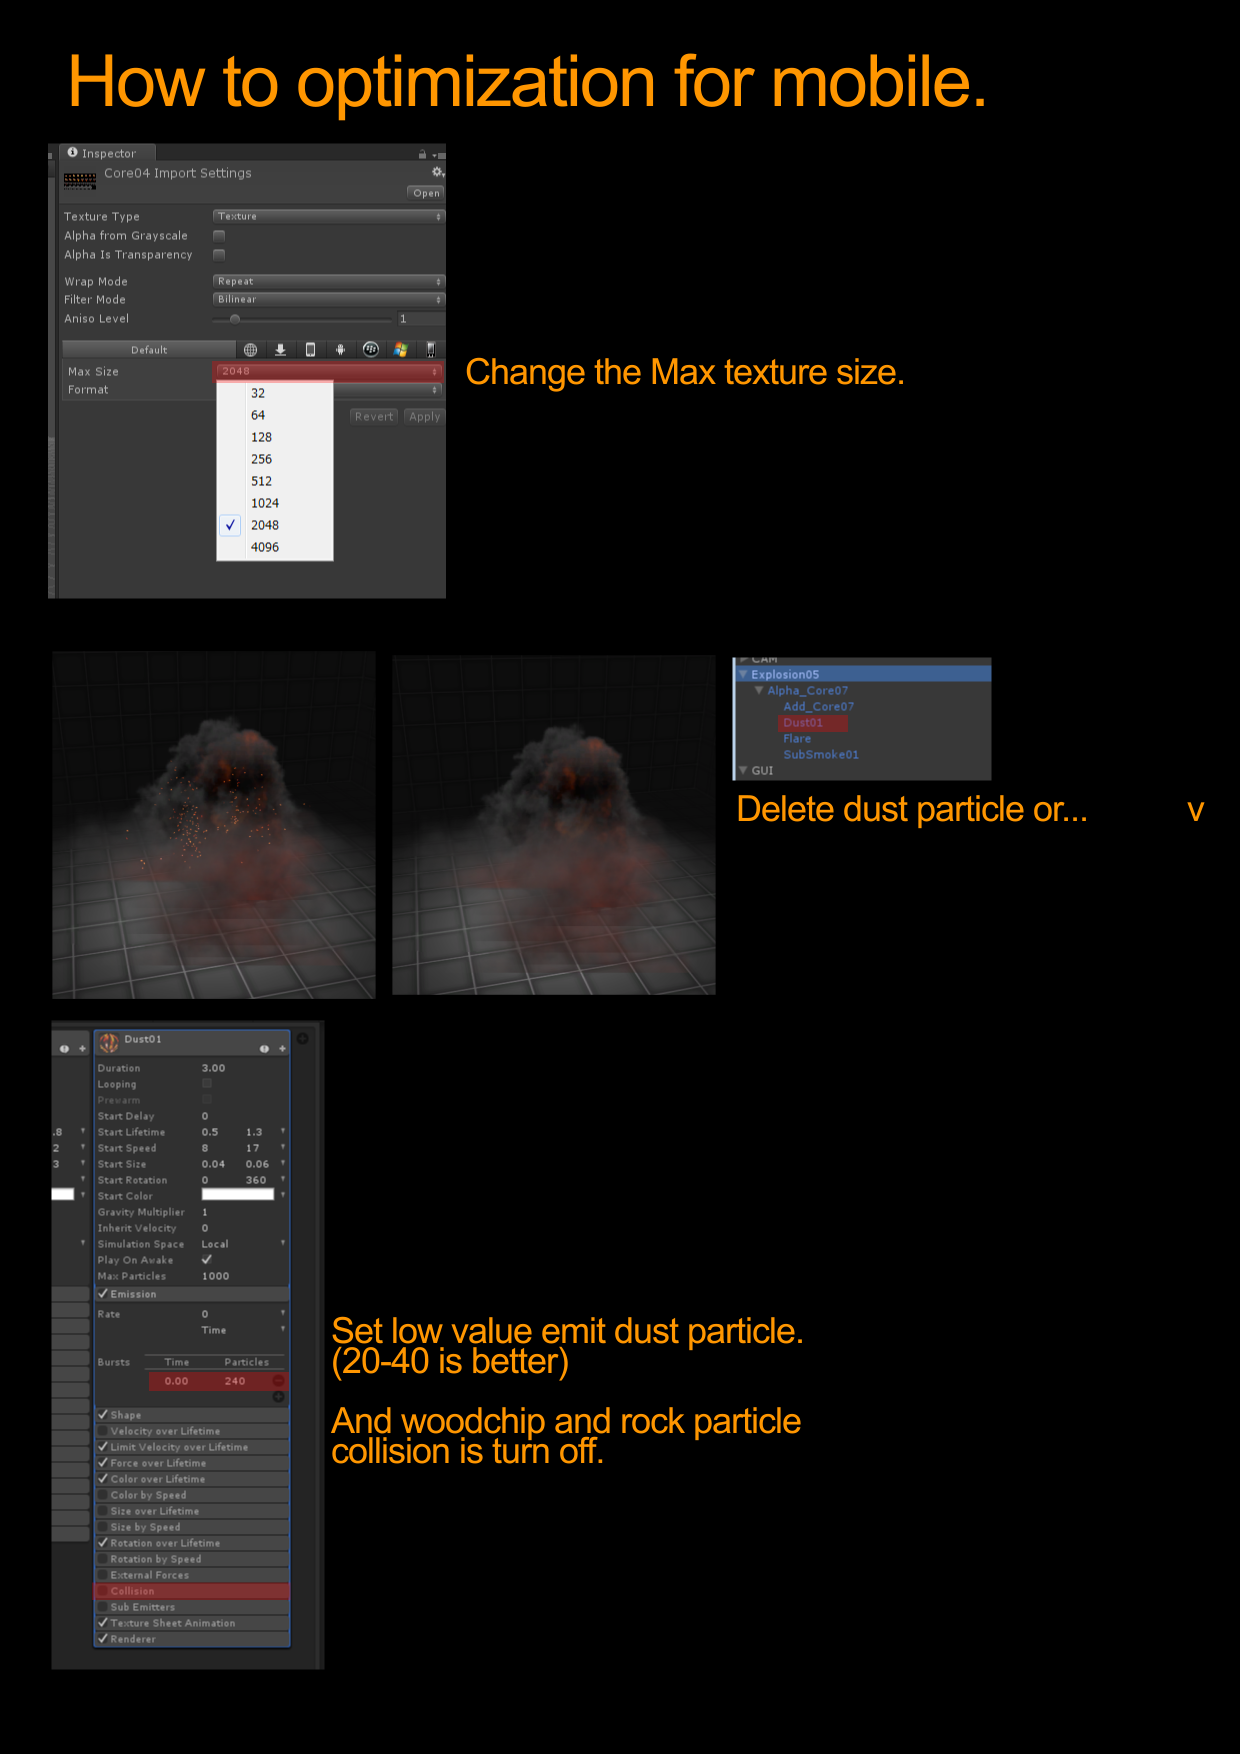 How to optimization for mobile.
Inspector
Core04 Import Settings
Open
Texture Type Texture
Alpha from Grayscale
Alpha Is Transparency
Wrap Mode Repeat
Filter Mode Bilinear
Aniso Level 1
Default
Max Size 2048
Format
32
64
128
256
512
1024
2048
4096
Revert Apply
Change the Max texture size.
CAM
Explosion05
Alpha_Core07
Add_Core07
Dust01
Flare
SubSmoke01
GUI
Delete dust particle or... v
Dust01
Duration 3.00
Looping
Prewarm
Start Delay 0
.8 Start Lifetime 0.5 1.3
2 Start Speed 8 17
3 Start Size 0.04 0.06
Start Rotation 0 360
Start Color
Gravity Multiplier 1
Inherit Velocity 0
Simulation Space Local
Play On Awake
Max Particles 1000
Emission
Rate 0
Time
Bursts Time Particles
0.00 240
Shape
Velocity over Lifetime
Limit Velocity over Lifetime
Force over Lifetime
Color over Lifetime
Color by Speed
Size over Lifetime
Size by Speed
Rotation over Lifetime
Rotation by Speed
External Forces
Collision
Sub Emitters
Texture Sheet Animation
Renderer
Set low value emit dust particle.
(20-40 is better)
And woodchip and rock particle
collision is turn off.